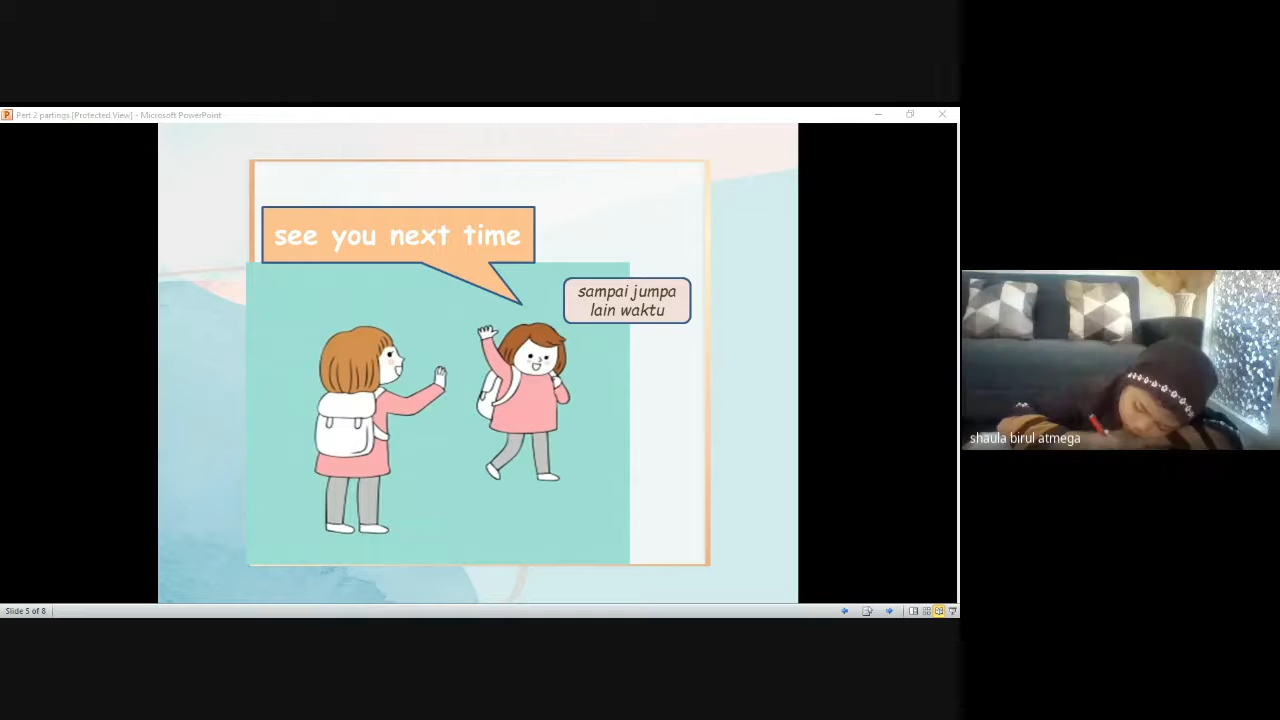 Pert 2 partings [Protected View] - Microsoft PowerPoint
see you next time
sampai jumpa
lain waktu
shaula birul atmega
Slide 5 of 8